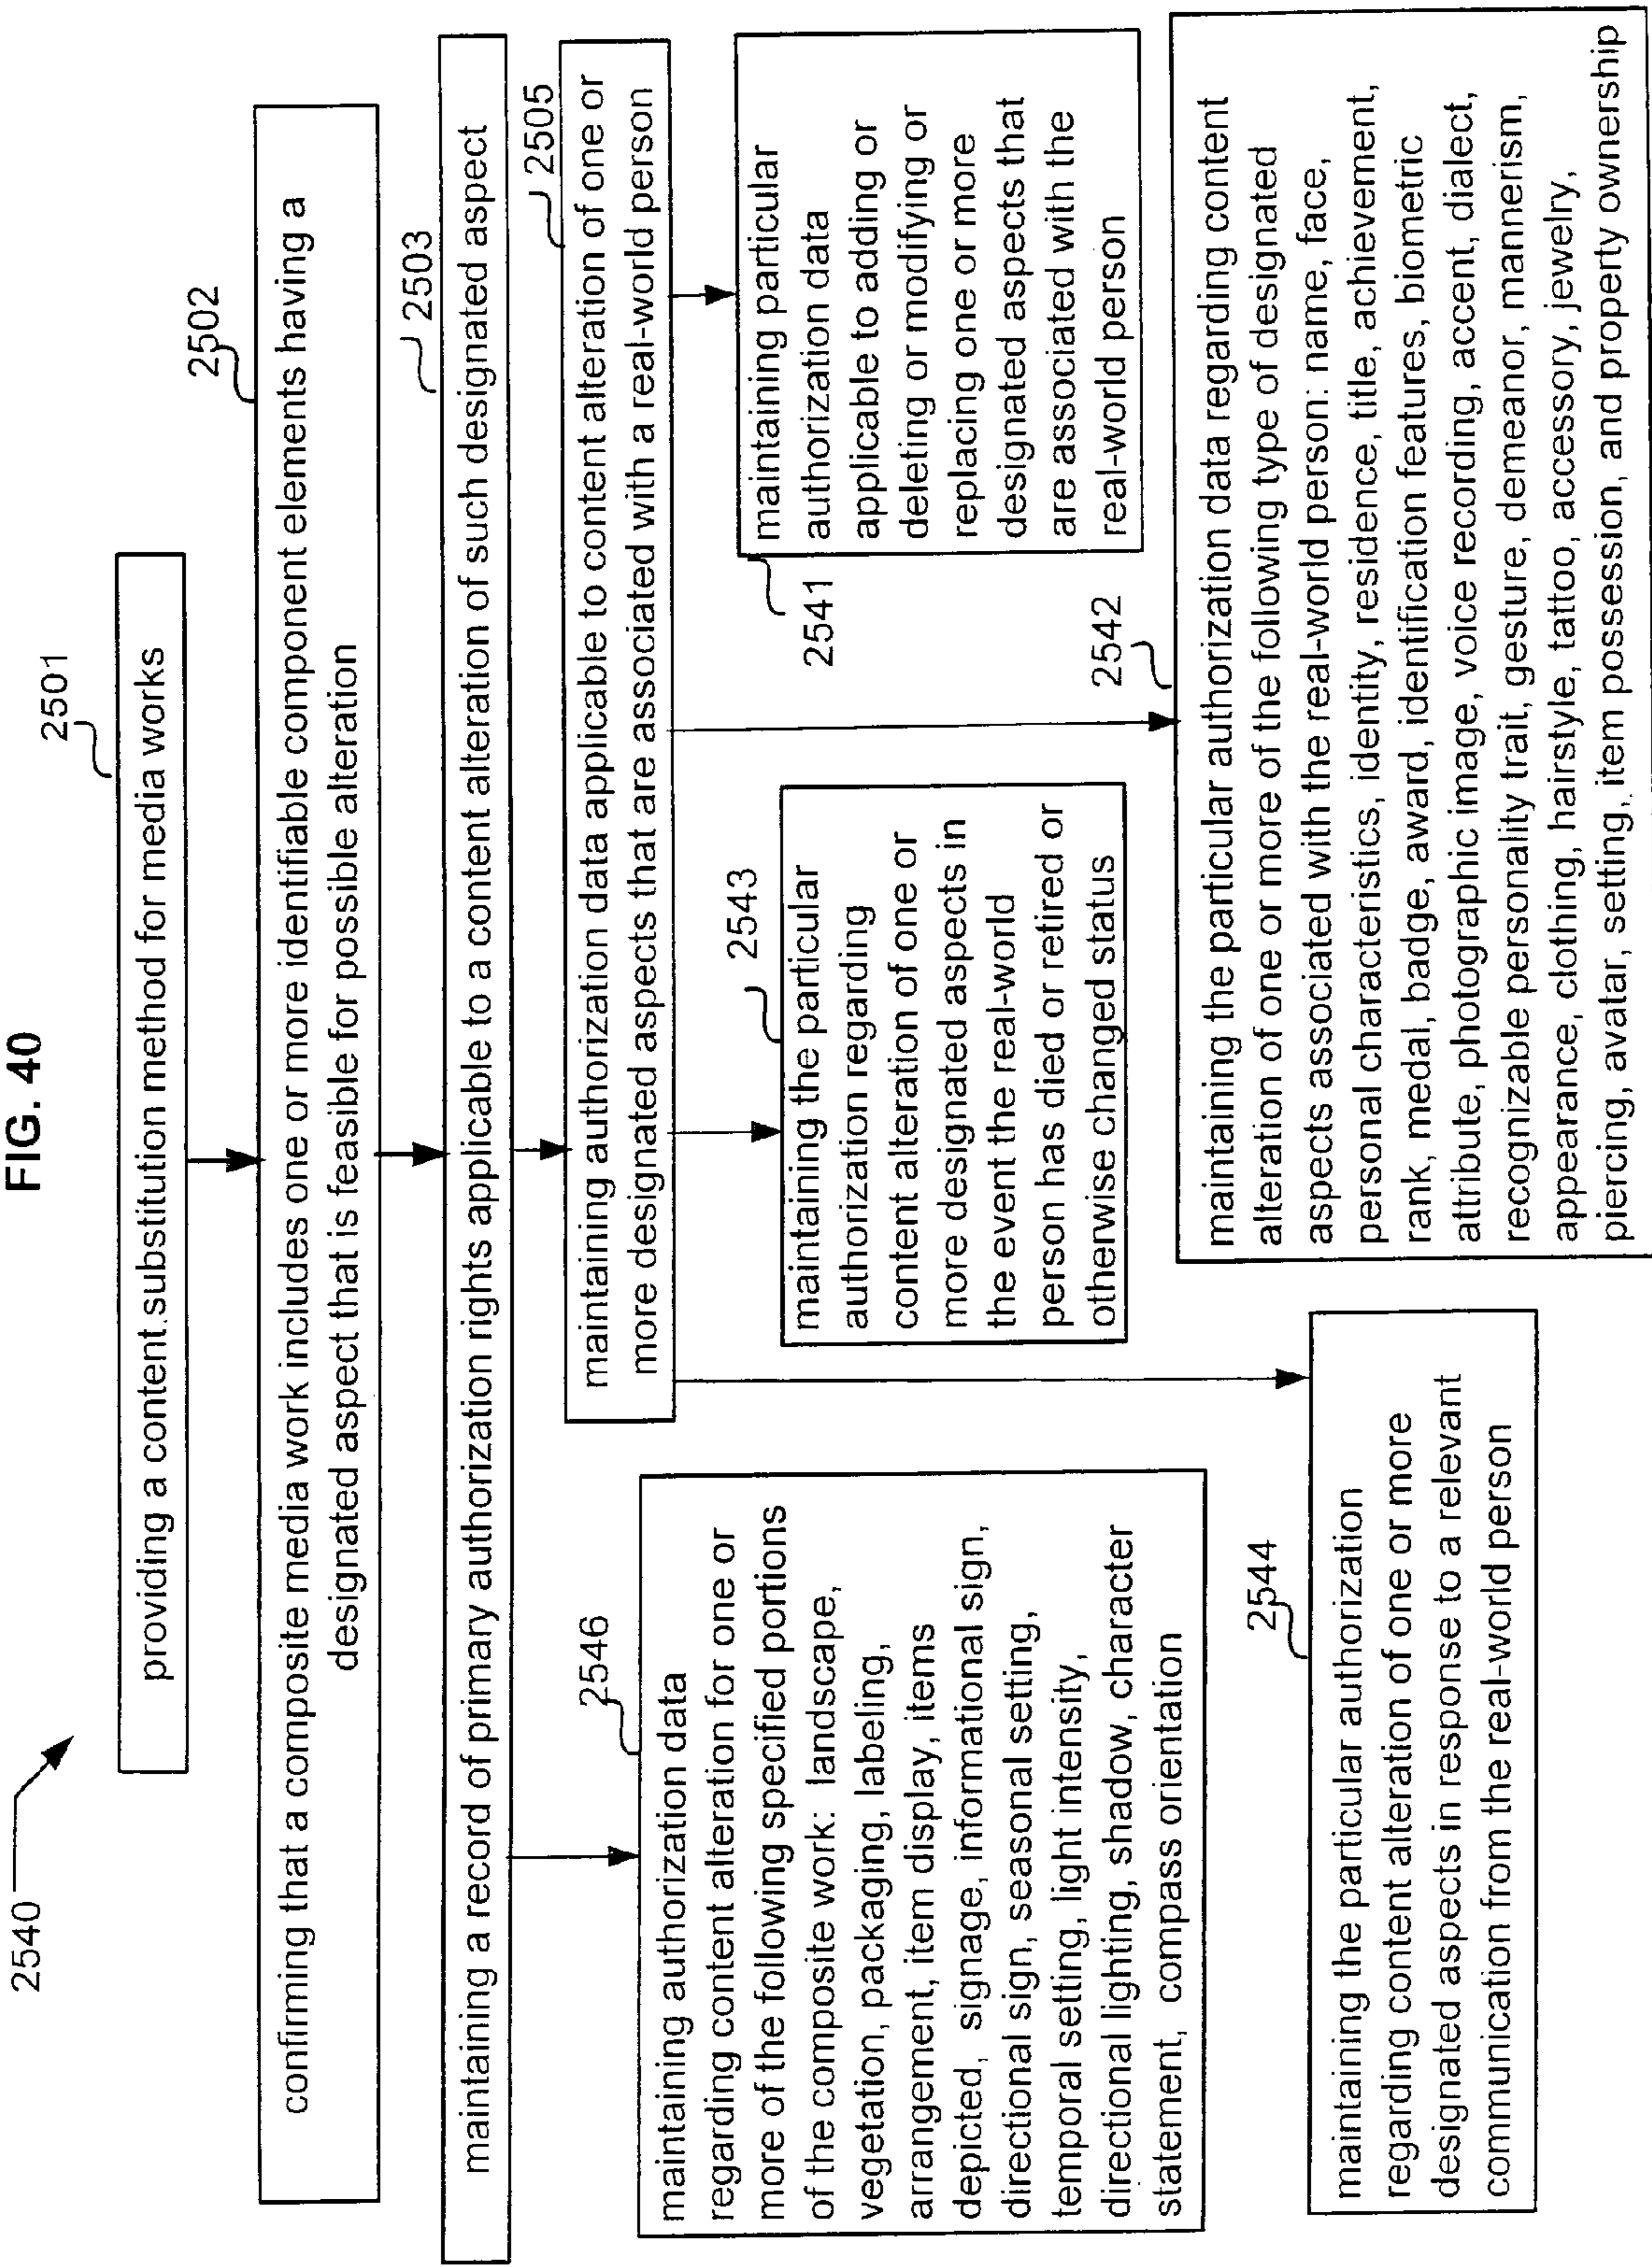 FIG. 40
2540
2501
providing a content substitution method for media works
2502
confirming that a composite media work includes one or more identifiable component elements having a
designated aspect that is feasible for possible alteration
2503
maintaining a record of primary authorization rights applicable to a content alteration of such designated aspect
2505
maintaining authorization data applicable to content alteration of one or
more designated aspects that are associated with a real-world person
2546
maintaining authorization data
regarding content alteration for one or
more of the following specified portions
of the composite work: landscape,
vegetation, packaging, labeling,
arrangement, item display, items
depicted, signage, informational sign,
directional sign, seasonal setting,
temporal setting, light intensity,
directional lighting, shadow, character
statement, compass orientation
2543
maintaining the particular
authorization regarding
content alteration of one or
more designated aspects in
the event the real-world
person has died or retired or
otherwise changed status
2541
maintaining particular
authorization data
applicable to adding or
deleting or modifying or
replacing one or more
designated aspects that
are associated with the
real-world person
2544
maintaining the particular authorization
regarding content alteration of one or more
designated aspects in response to a relevant
communication from the real-world person
2542
maintaining the particular authorization data regarding content
alteration of one or more of the following type of designated
aspects associated with the real-world person: name, face,
personal characteristics, identity, residence, title, achievement,
rank, medal, badge, award, identification features, biometric
attribute, photographic image, voice recording, accent, dialect,
recognizable personality trait, gesture, demeanor, mannerism,
appearance, clothing, hairstyle, tattoo, accessory, jewelry,
piercing, avatar, setting, item possession, and property ownership